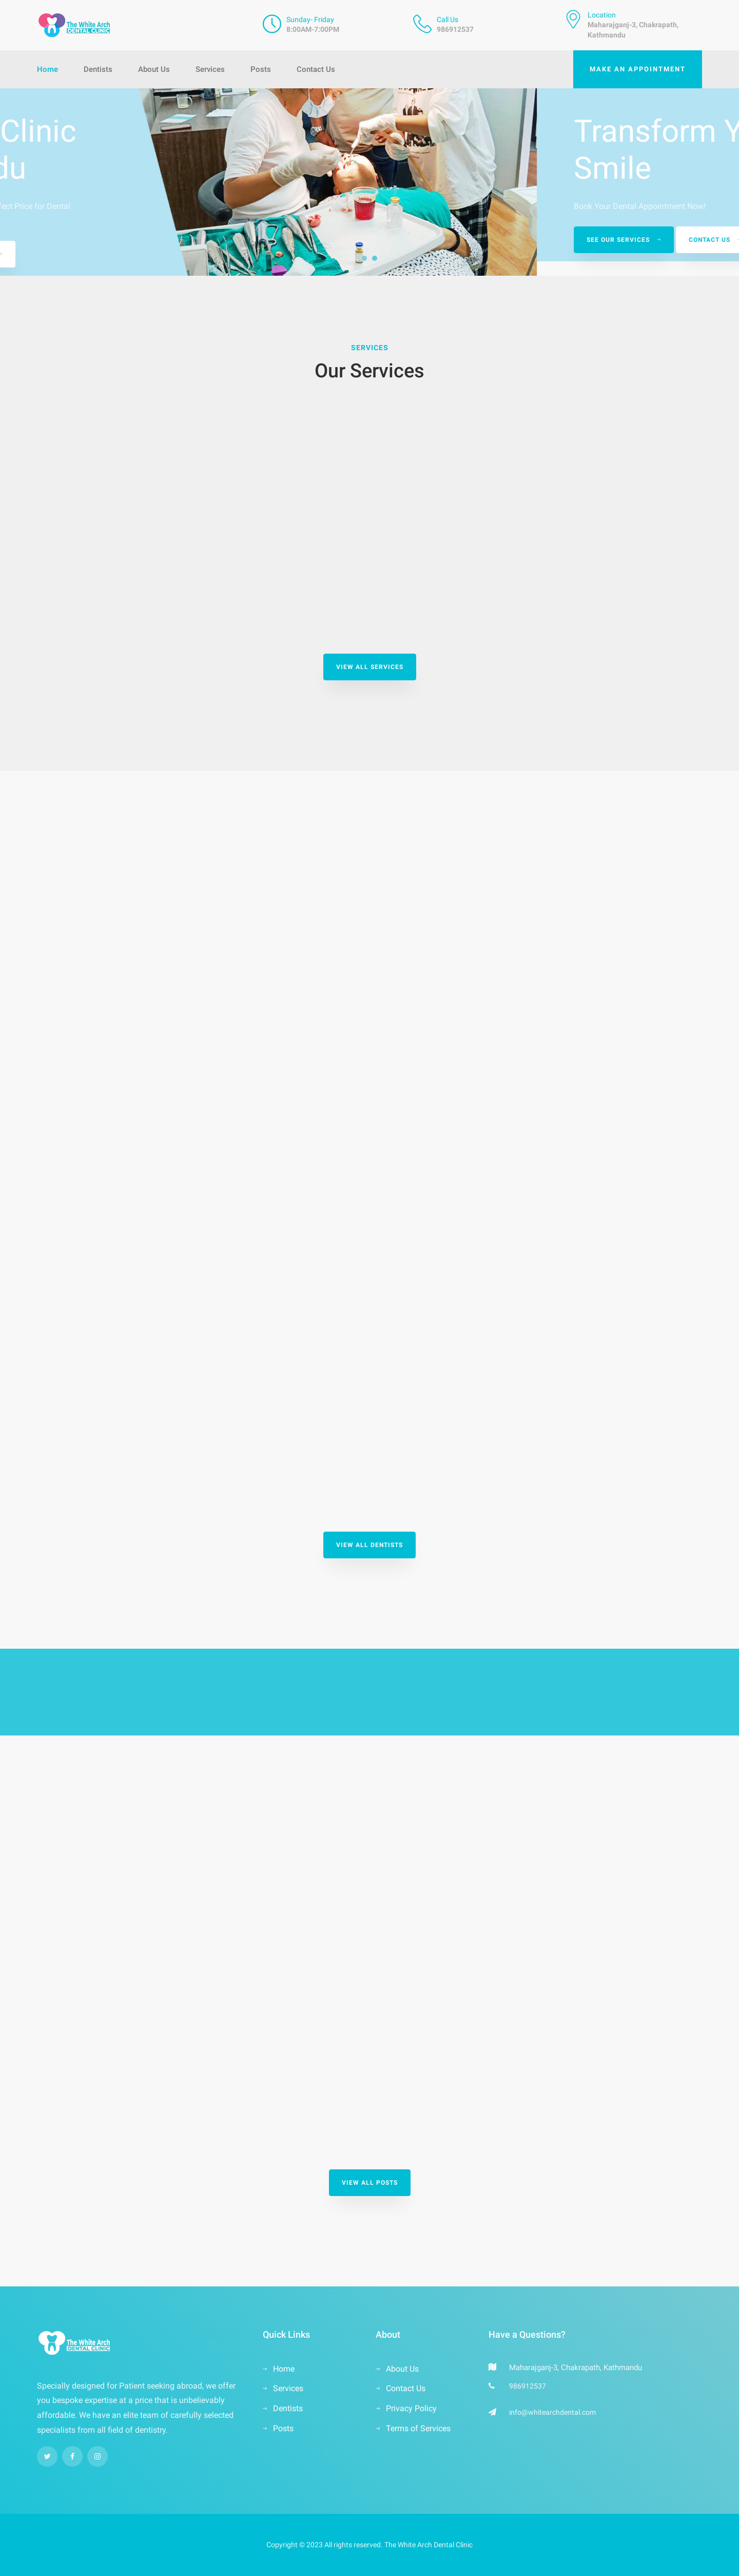 The White Arch
DENTAL CLINIC
Sunday- Friday
8:00AM-7:00PM
Call Us
986912537
Location
Maharajganj-3, Chakrapath,
Kathmandu
Home
Dentists
About Us
Services
Posts
Contact Us
MAKE AN APPOINTMENT
Clinic
Price for Dental
Transform
Smile
Book Your Dental Appointment Now!
SEE OUR SERVICES
CONTACT US
SERVICES
Our Services
VIEW ALL SERVICES
VIEW ALL DENTISTS
VIEW ALL POSTS
The White Arch
DENTAL CLINIC
Specially designed for Patient seeking abroad, we offer
you bespoke expertise at a price that is unbelievably
affordable. We have an elite team of carefully selected
specialists from all field of dentistry.
Quick Links
Home
Services
Dentists
Posts
About
About Us
Contact Us
Privacy Policy
Terms of Services
Have a Questions?
Maharajganj-3, Chakrapath, Kathmandu
986912537
info@whitearchdental.com
Copyright © 2023 All rights reserved. The White Arch Dental Clinic